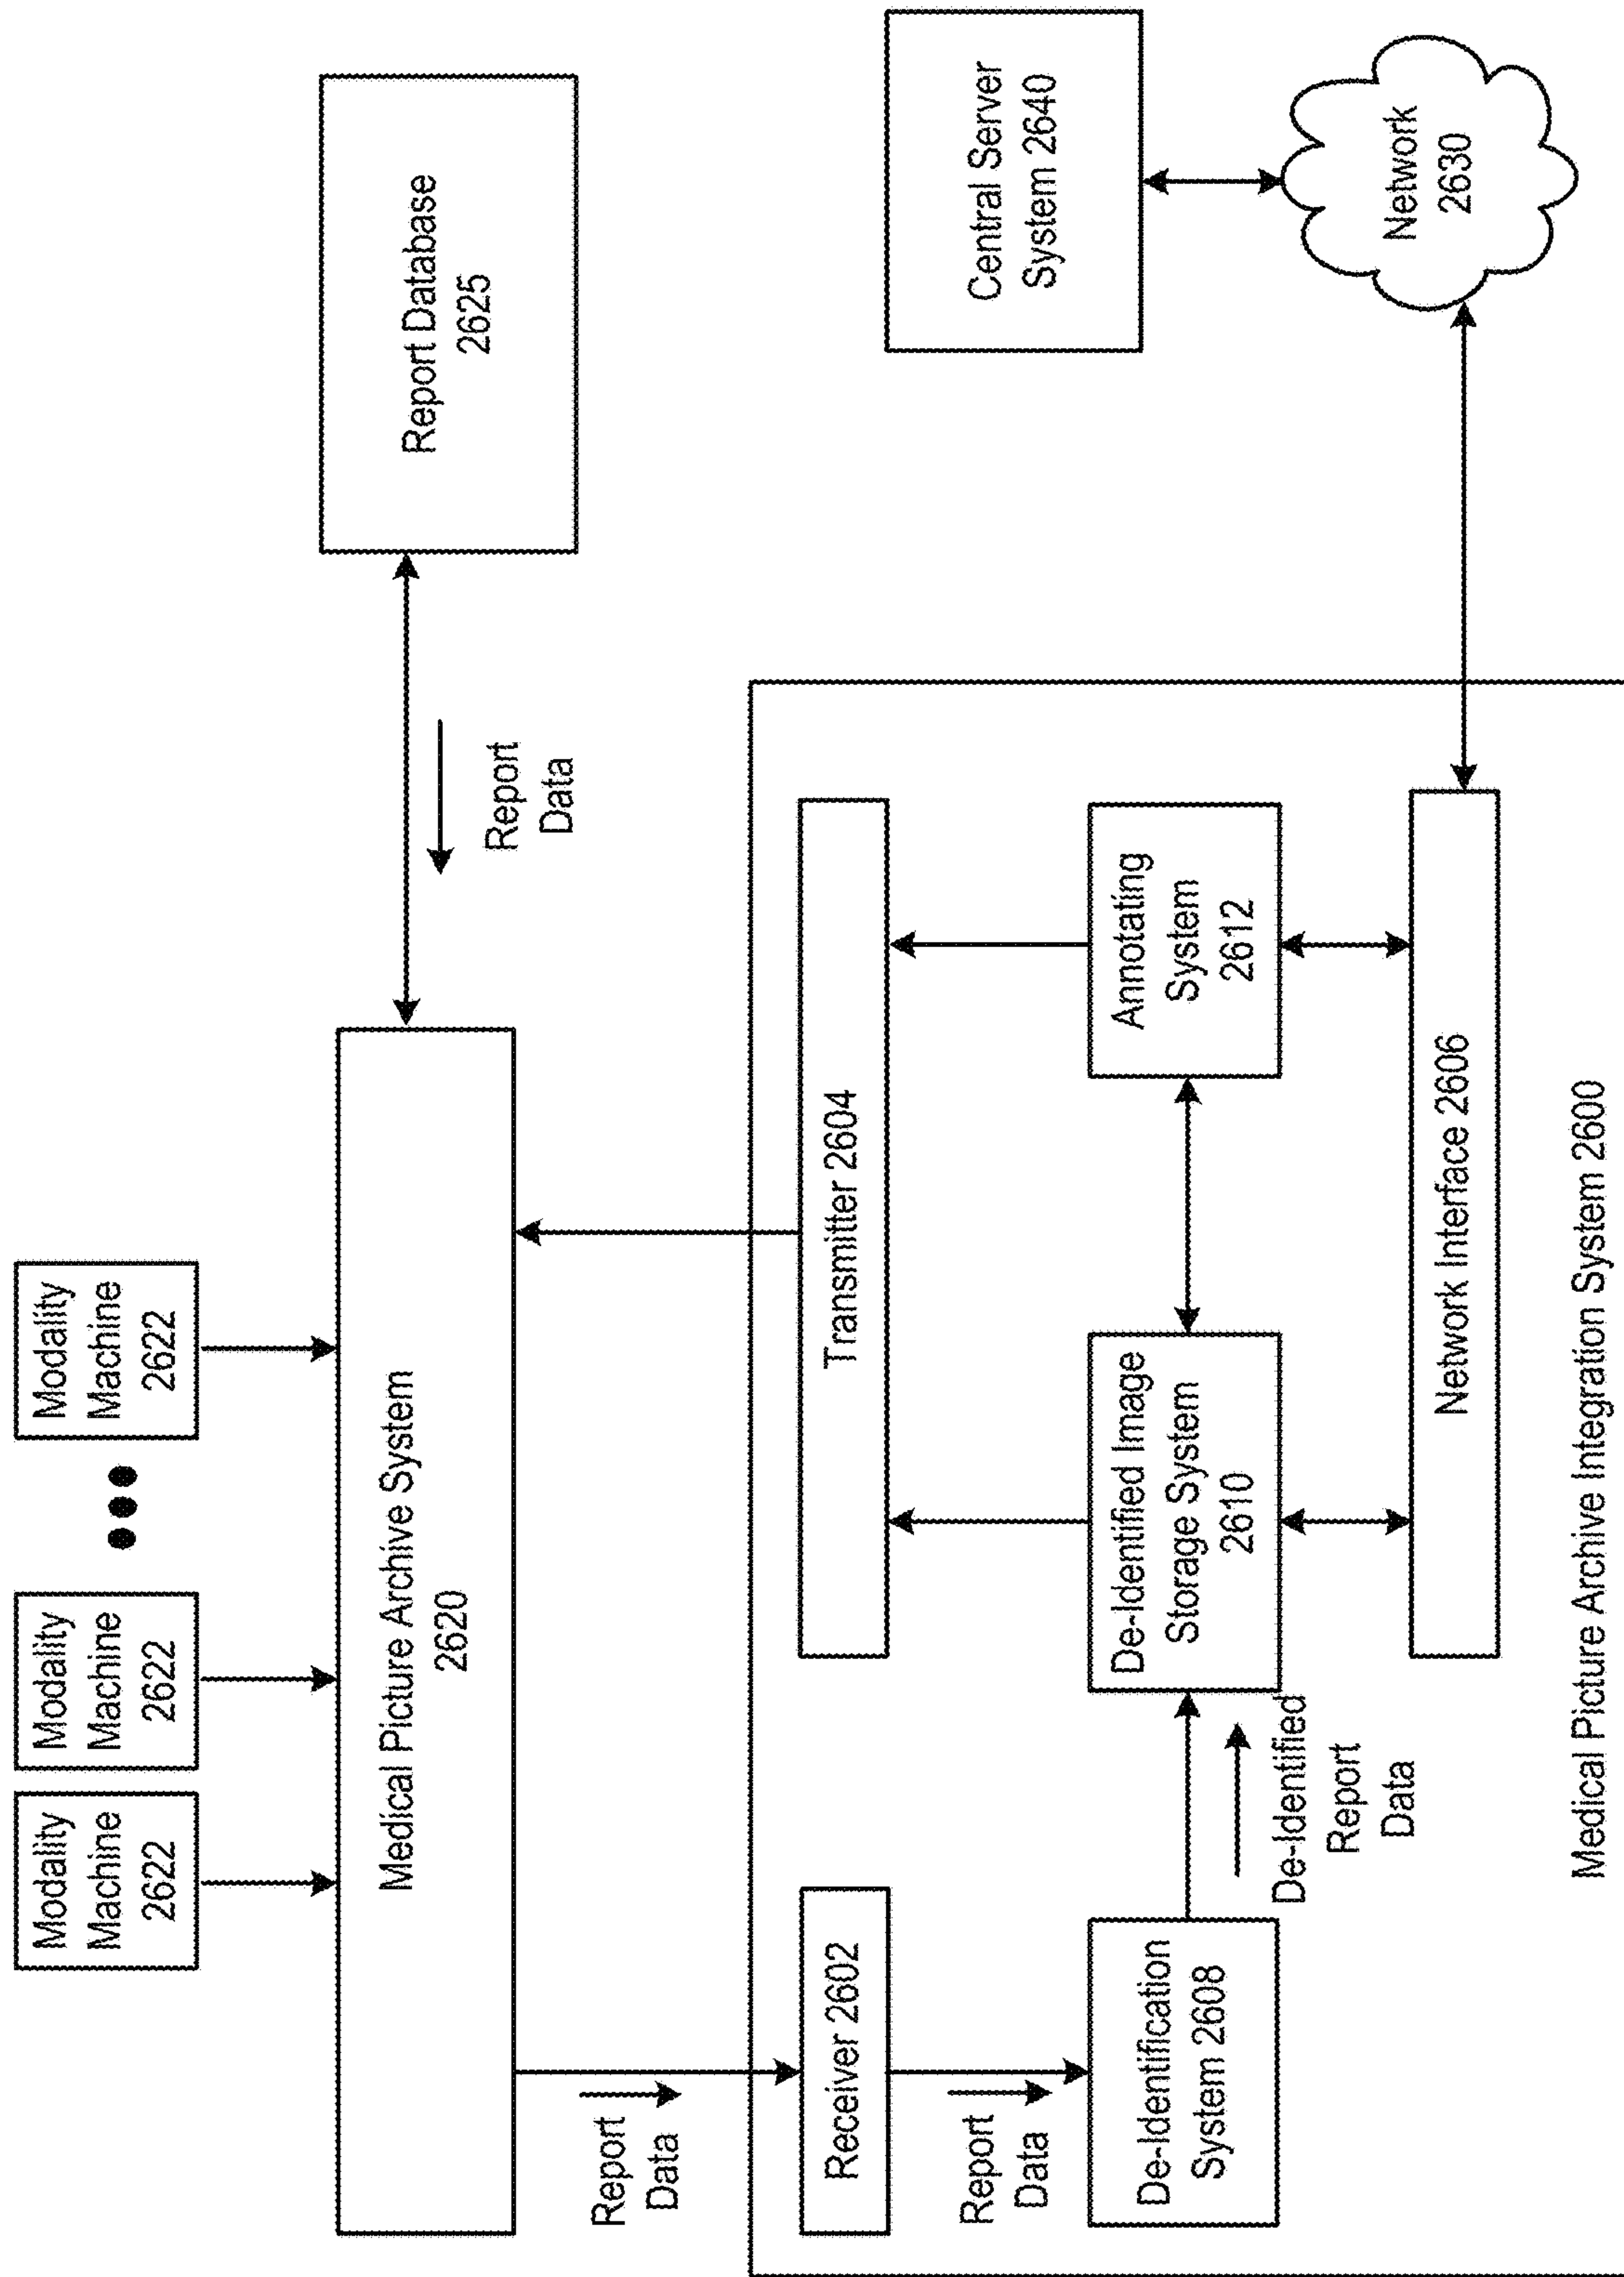 Modality
Machine
2622
Modality
Machine
2622
Modality
Machine
2622
Medical Picture Archive System
2620
Report Database
2625
Report
Data
Report
Data
Receiver 2602
Transmitter 2604
Report
Data
De-Identification
System 2608
De-Identified
Report
Data
De-Identified Image
Storage System
2610
Annotating
System
2612
Network Interface 2606
Medical Picture Archive Integration System 2600
Central Server
System 2640
Network
2630